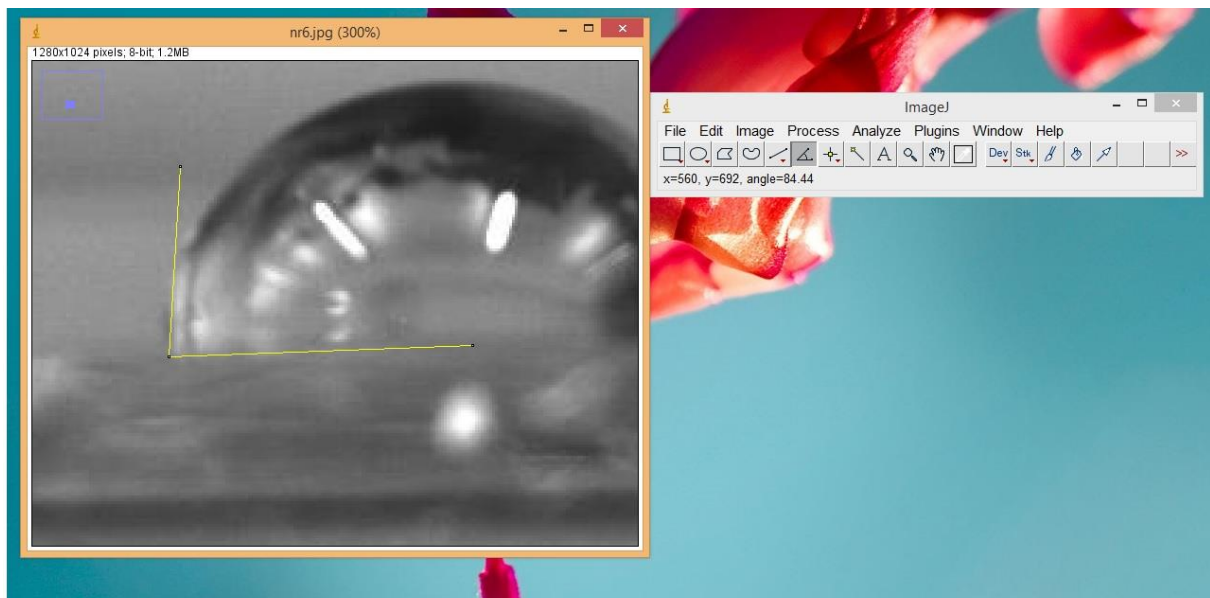 nr6.jpg (300%)
1280x1024 pixels; 8-bit; 1.2MB
ImageJ
File Edit Image Process Analyze Plugins Window Help
A Dev Stk >>
x=560, y=692, angle=84.44